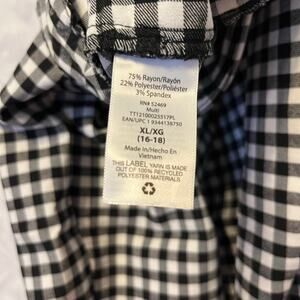 75% Rayon/Rayón
22% Polyester/Poliéster
3% Spandex
RN# 52469
Multi
TT12100023317PL
EAN/UPC 1 9344138750
XL/XG
(16-18)
Made In/Hecho En
Vietnam
THIS LABEL YARN IS MADE
OUT OF 100% RECYCLED
POLYESTER MATERIALS